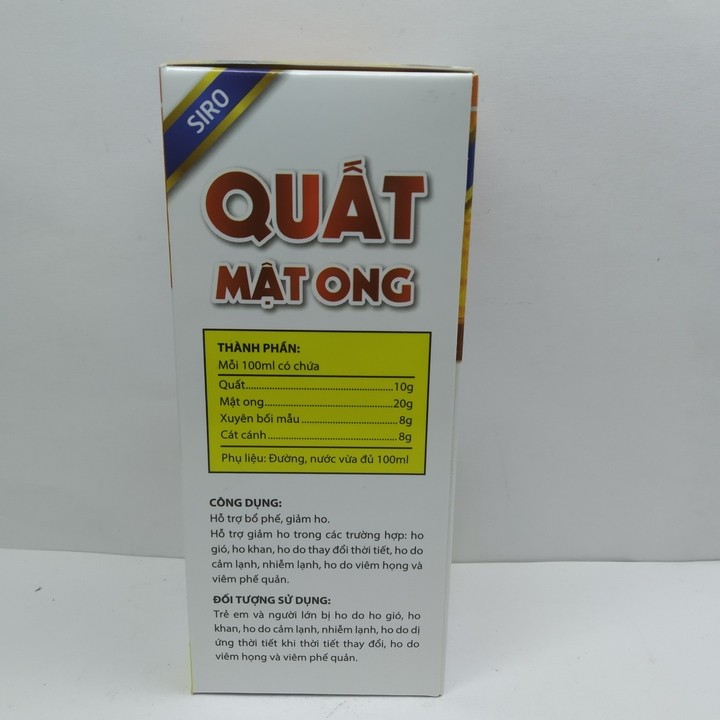 SIRO
QUẤT
MẬT ONG
THÀNH PHẦN:
Mỗi 100ml có chứa
Quất.......................................10g
Mật ong..................................20g
Xuyên bối mẫu.........................8g
Cát cánh..................................8g
Phụ liệu: Đường, nước vừa đủ 100ml
CÔNG DỤNG:
Hỗ trợ bổ phế, giảm ho.
Hỗ trợ giảm ho trong các trường hợp: ho
gió, ho khan, ho do thay đổi thời tiết, ho do
cảm lạnh, nhiễm lạnh, ho do viêm họng và
viêm phế quản.
ĐỐI TƯỢNG SỬ DỤNG:
Trẻ em và người lớn bị ho do ho gió, ho
khan, ho do cảm lạnh, nhiễm lạnh, ho do dị
ứng thời tiết khi thời tiết thay đổi, ho do
viêm họng và viêm phế quản.